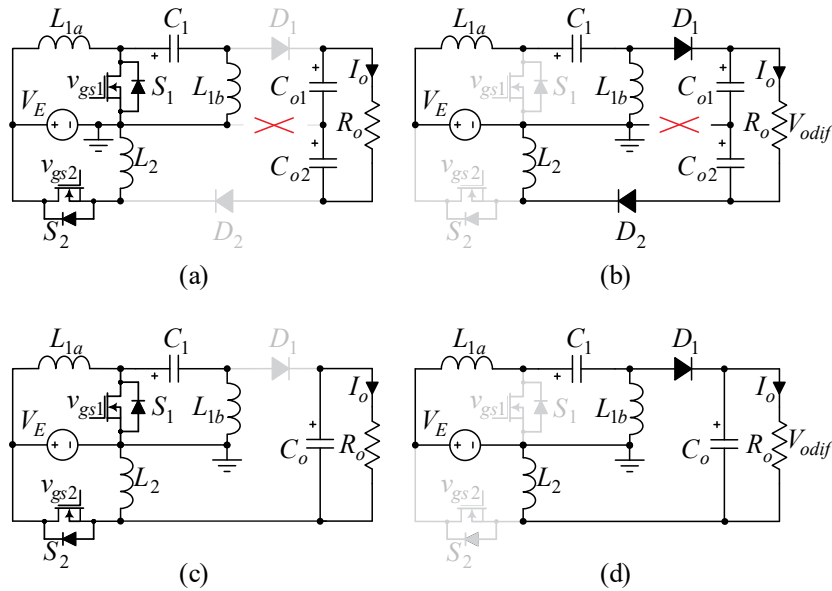 L1a C1 D1
vgs1 S1 L1b Co1 Io
VE Ro
vgs2 L2 Co2
S2 D2
(a)
L1a C1 D1
vgs1 S1 L1b Co1 Io
VE Ro Vodif
vgs2 L2 Co2
S2 D2
(b)
L1a C1 D1
vgs1 S1 L1b Io
VE Co Ro
vgs2 L2
S2
(c)
L1a C1 D1
vgs1 S1 L1b Io
VE Co Ro Vodif
vgs2 L2
S2
(d)